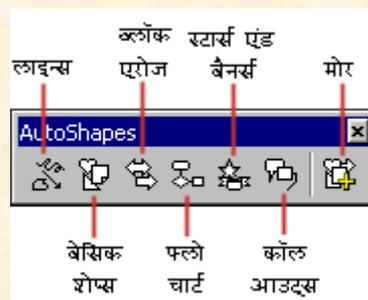 ब्लॉक स्टार्स एंड
लाइन्स एरोज बैनर्स मोर
AutoShapes
बेसिक फ्लो कॉल
शेप्स चार्ट आउट्स